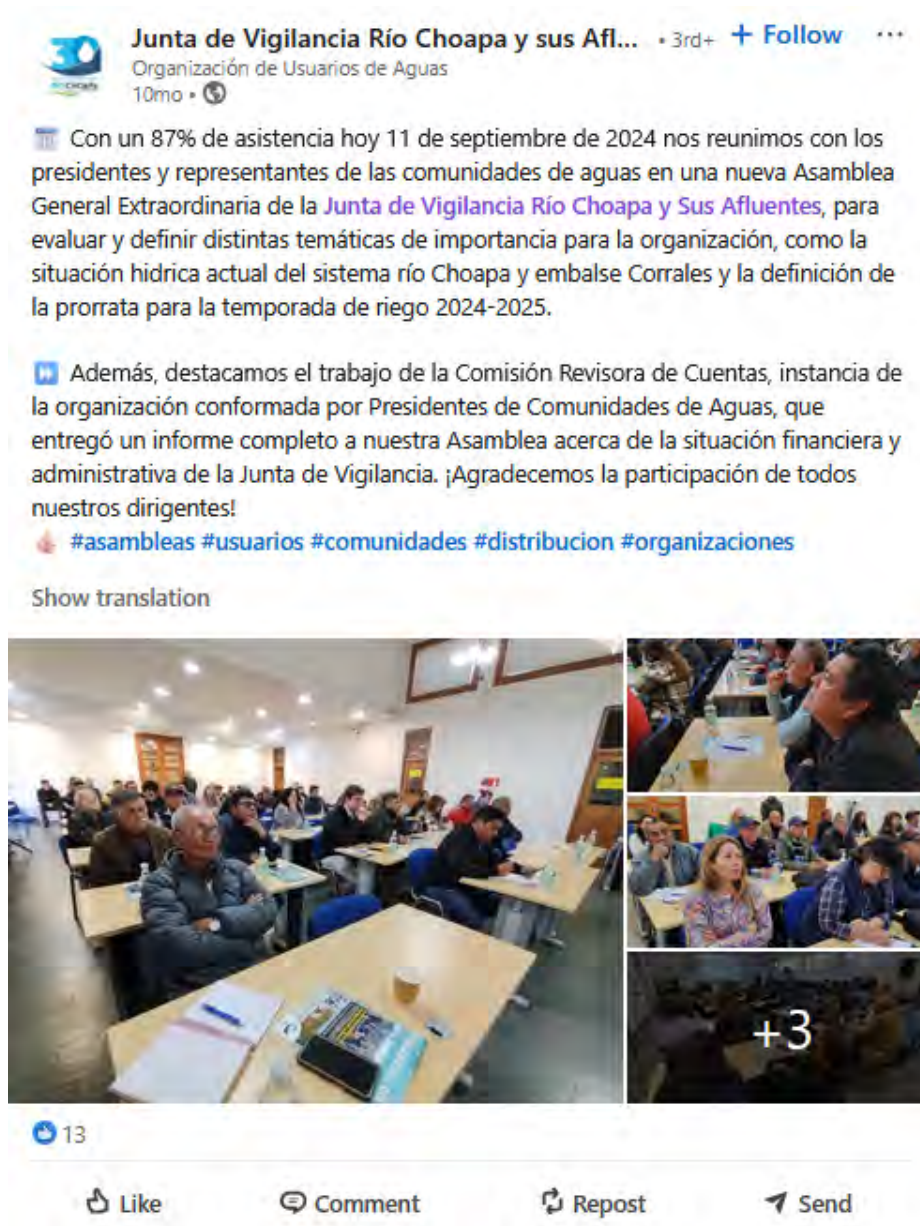 Junta de Vigilancia Río Choapa y sus Afl... • 3rd+ + Follow ...
Organización de Usuarios de Aguas
10mo •
Con un 87% de asistencia hoy 11 de septiembre de 2024 nos reunimos con los
presidentes y representantes de las comunidades de aguas en una nueva Asamblea
General Extraordinaria de la Junta de Vigilancia Río Choapa y Sus Afluentes, para
evaluar y definir distintas temáticas de importancia para la organización, como la
situación hidrica actual del sistema río Choapa y embalse Corrales y la definición de
la prorrata para la temporada de riego 2024-2025.
Además, destacamos el trabajo de la Comisión Revisora de Cuentas, instancia de
la organización conformada por Presidentes de Comunidades de Aguas, que
entregó un informe completo a nuestra Asamblea acerca de la situación financiera y
administrativa de la Junta de Vigilancia. ¡Agradecemos la participación de todos
nuestros dirigentes!
#asambleas #usuarios #comunidades #distribucion #organizaciones
Show translation
+3
13
Like Comment Repost Send